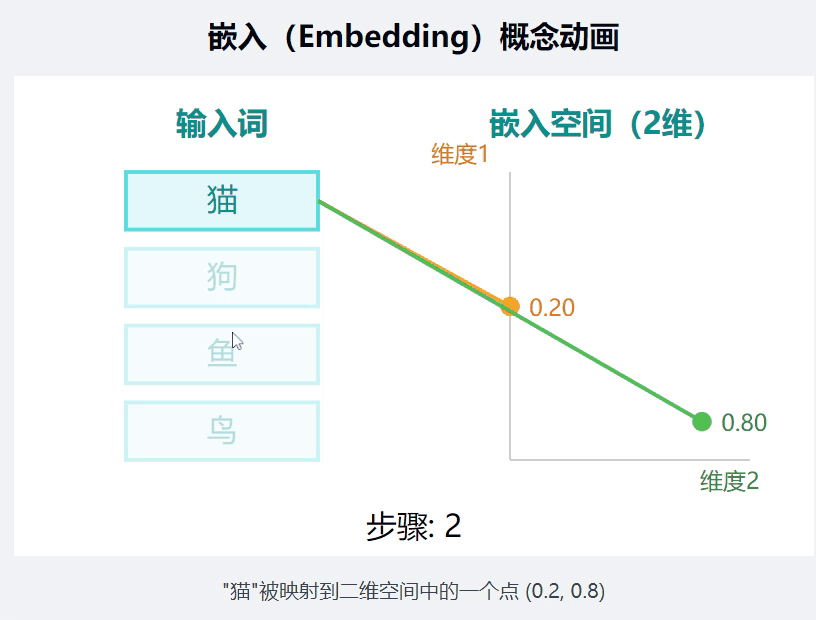 嵌入（Embedding）概念动画
输入词
嵌入空间（2维）
维度1
猫
狗
鱼
鸟
0.20
0.80
维度2
步骤: 2
"猫"被映射到二维空间中的一个点 (0.2, 0.8)